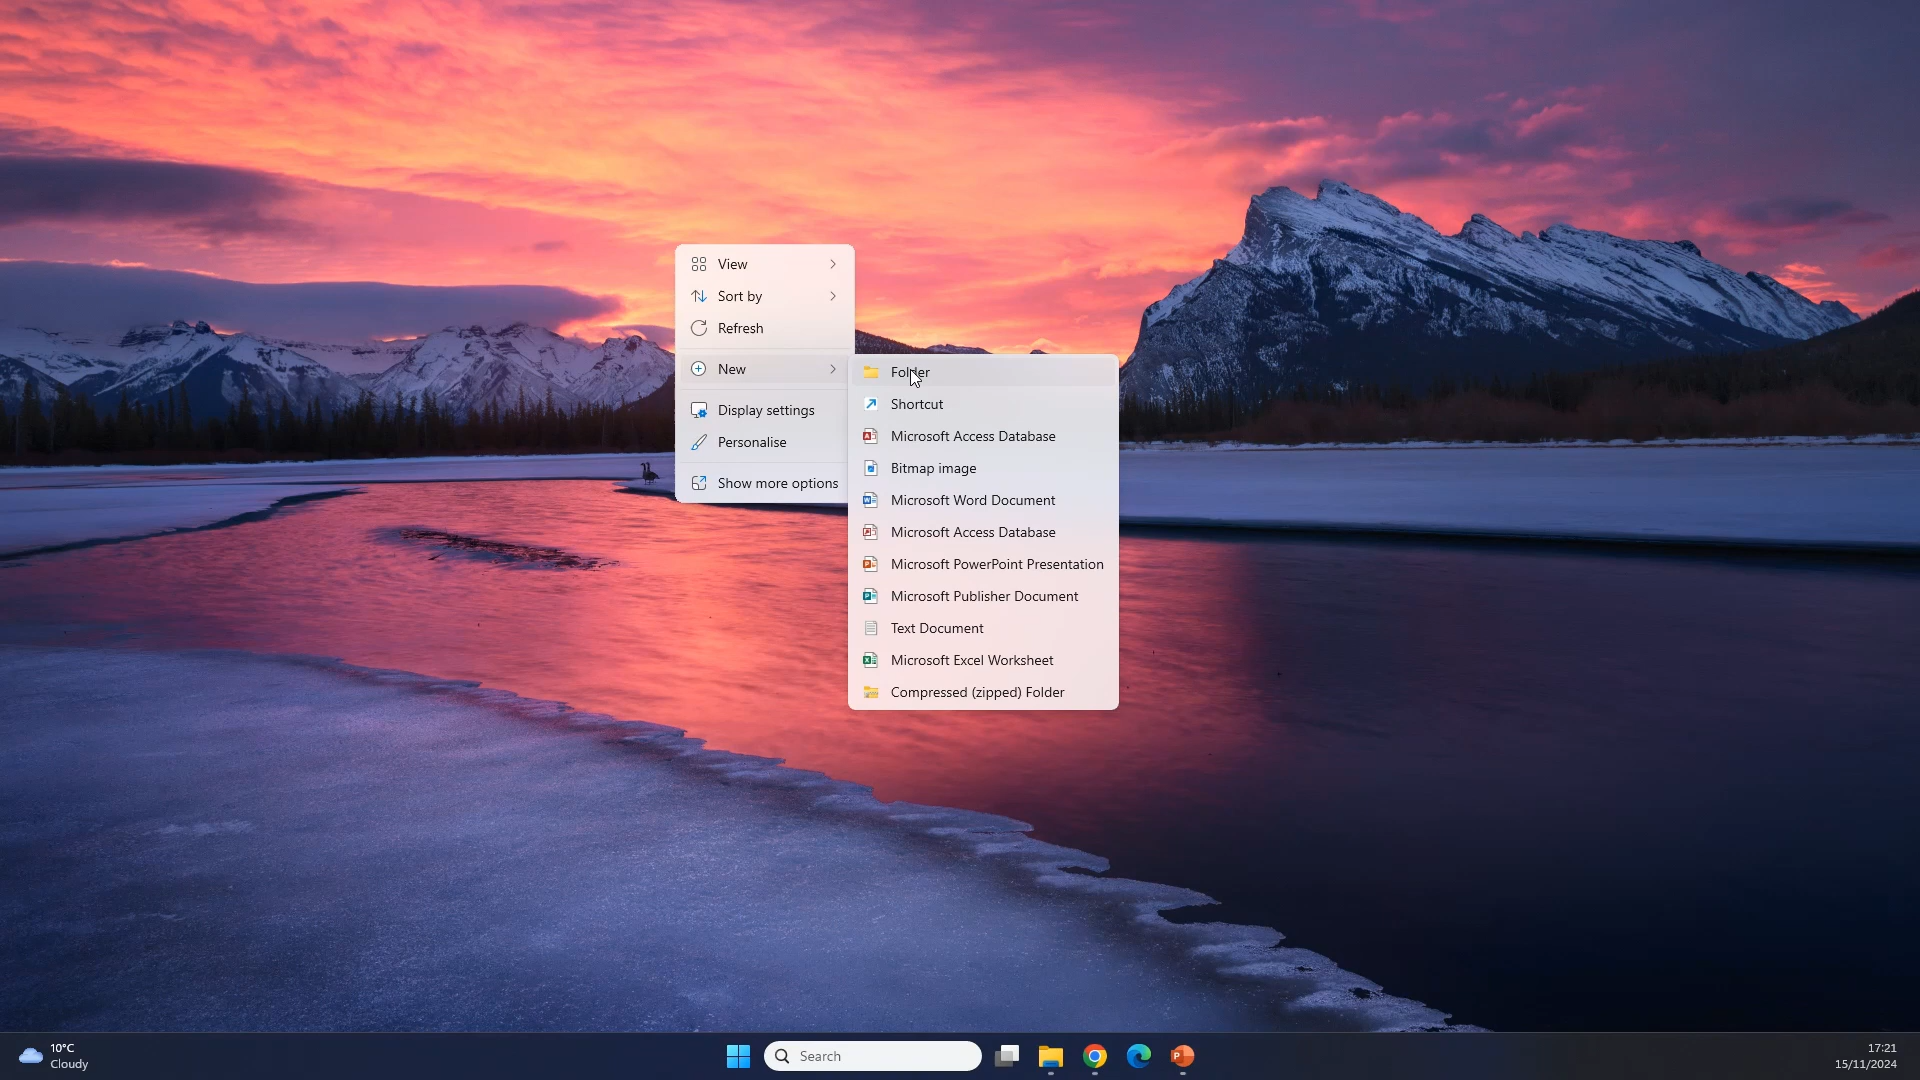 View
Sort by
Refresh
New
Display settings
Personalise
Show more options
Folder
Shortcut
Microsoft Access Database
Bitmap image
Microsoft Word Document
Microsoft Access Database
Microsoft PowerPoint Presentation
Microsoft Publisher Document
Text Document
Microsoft Excel Worksheet
Compressed (zipped) Folder
10°C
Cloudy
Search
17:21
15/11/2024